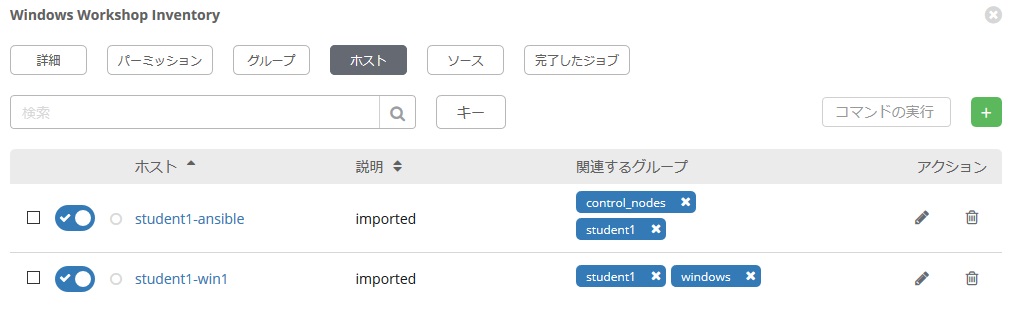 Windows Workshop Inventory
詳細 パーミッション グループ ホスト ソース 完了したジョブ
検索 キー コマンドの実行 +
ホスト 説明 関連するグループ アクション
student1-ansible imported control_nodes
student1
student1-win1 imported student1 windows